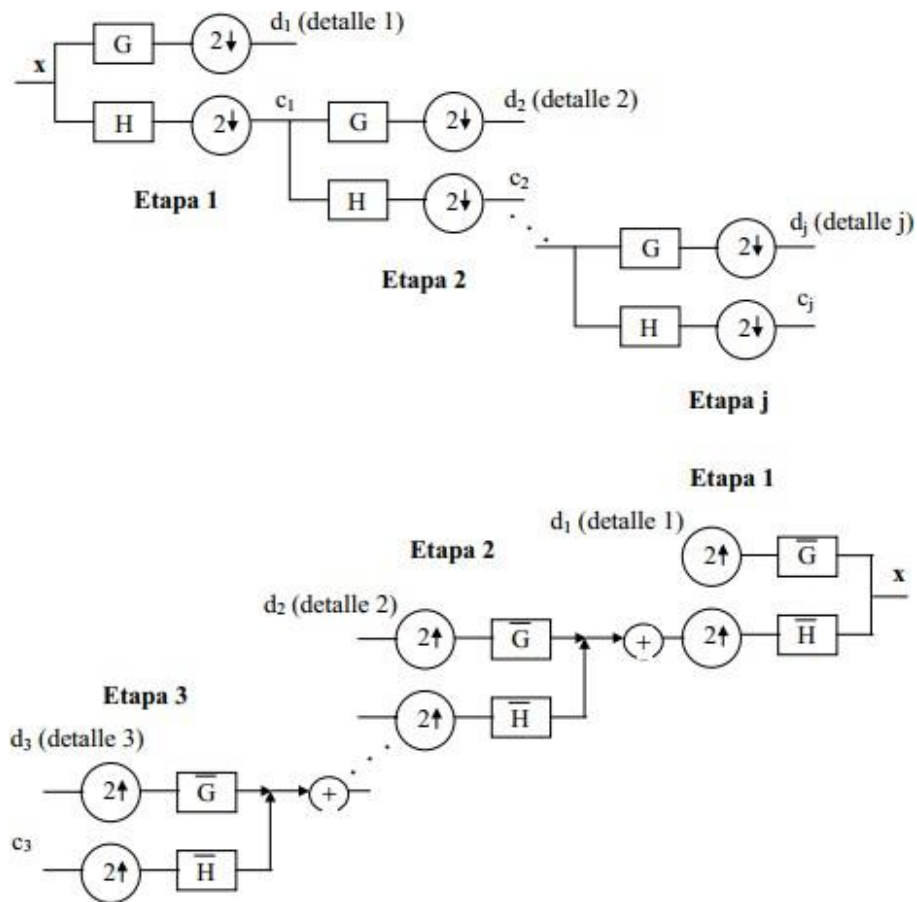 d₁ (detalle 1)
G
2↓
x
c₁
d₂ (detalle 2)
H
2↓
G
2↓
Etapa 1
c₂
H
2↓
dⱼ (detalle j)
G
2↓
Etapa 2
cⱼ
H
2↓
Etapa j
Etapa 1
d₁ (detalle 1)
Etapa 2
2↑
G̅
x
d₂ (detalle 2)
2↑
G̅
+
2↑
H̅
Etapa 3
2↑
H̅
d₃ (detalle 3)
2↑
G̅
+
c₃
2↑
H̅